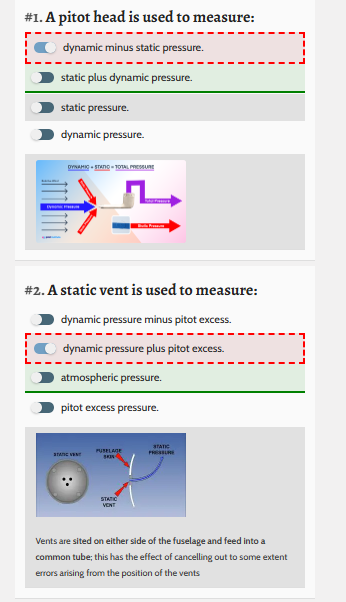 #1. A pitot head is used to measure:
dynamic minus static pressure.
static plus dynamic pressure.
static pressure.
dynamic pressure.
DYNAMIC + STATIC = TOTAL PRESSURE
Dynamic Pressure
Total Pressure
Static Pressure
#2. A static vent is used to measure:
dynamic pressure minus pitot excess.
dynamic pressure plus pitot excess.
atmospheric pressure.
pitot excess pressure.
STATIC VENT
FUSELAGE
SKIN
STATIC
PRESSURE
STATIC
VENT
Vents are sited on either side of the fuselage and feed into a
common tube; this has the effect of cancelling out to some extent
errors arising from the position of the vents